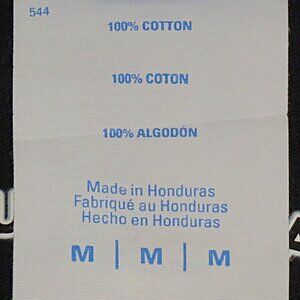 544
100% COTTON
100% COTON
100% ALGODÓN
Made in Honduras
Fabriqué au Honduras
Hecho en Honduras
M | M | M